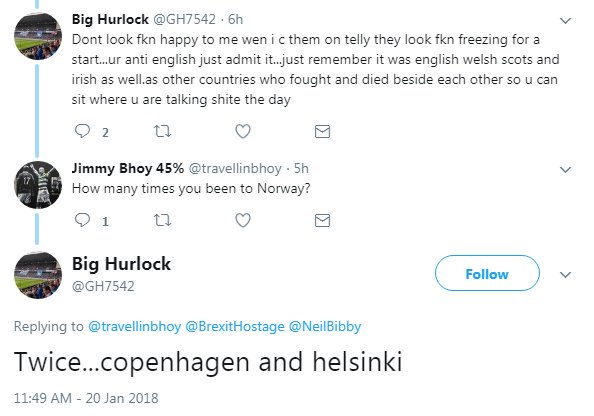 Big Hurlock @GH7542 · 6h
Dont look fkn happy to me wen i c them on telly they look fkn freezing for a
start...ur anti english just admit it...just remember it was english welsh scots and
irish as well.as other countries who fought and died beside each other so u can
sit where u are talking shite the day
2
Jimmy Bhoy 45% @travellinbhoy · 5h
How many times you been to Norway?
1
Big Hurlock
@GH7542
Follow
Replying to @travellinbhoy @BrexitHostage @NeilBibby
Twice...copenhagen and helsinki
11:49 AM - 20 Jan 2018